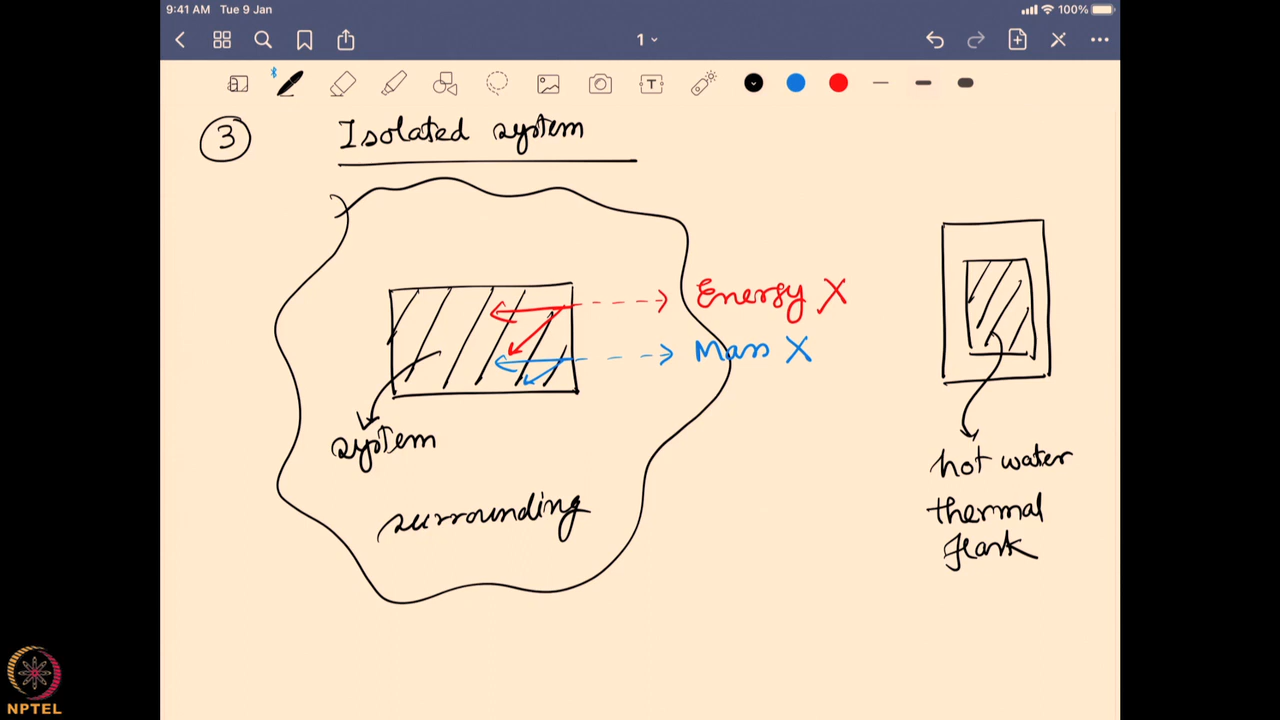 9:41 AM Tue 9 Jan
100%
1
T
3 Isolated system
Energy X
Mass X
system
surrounding
hot water
thermal
flask
NPTEL